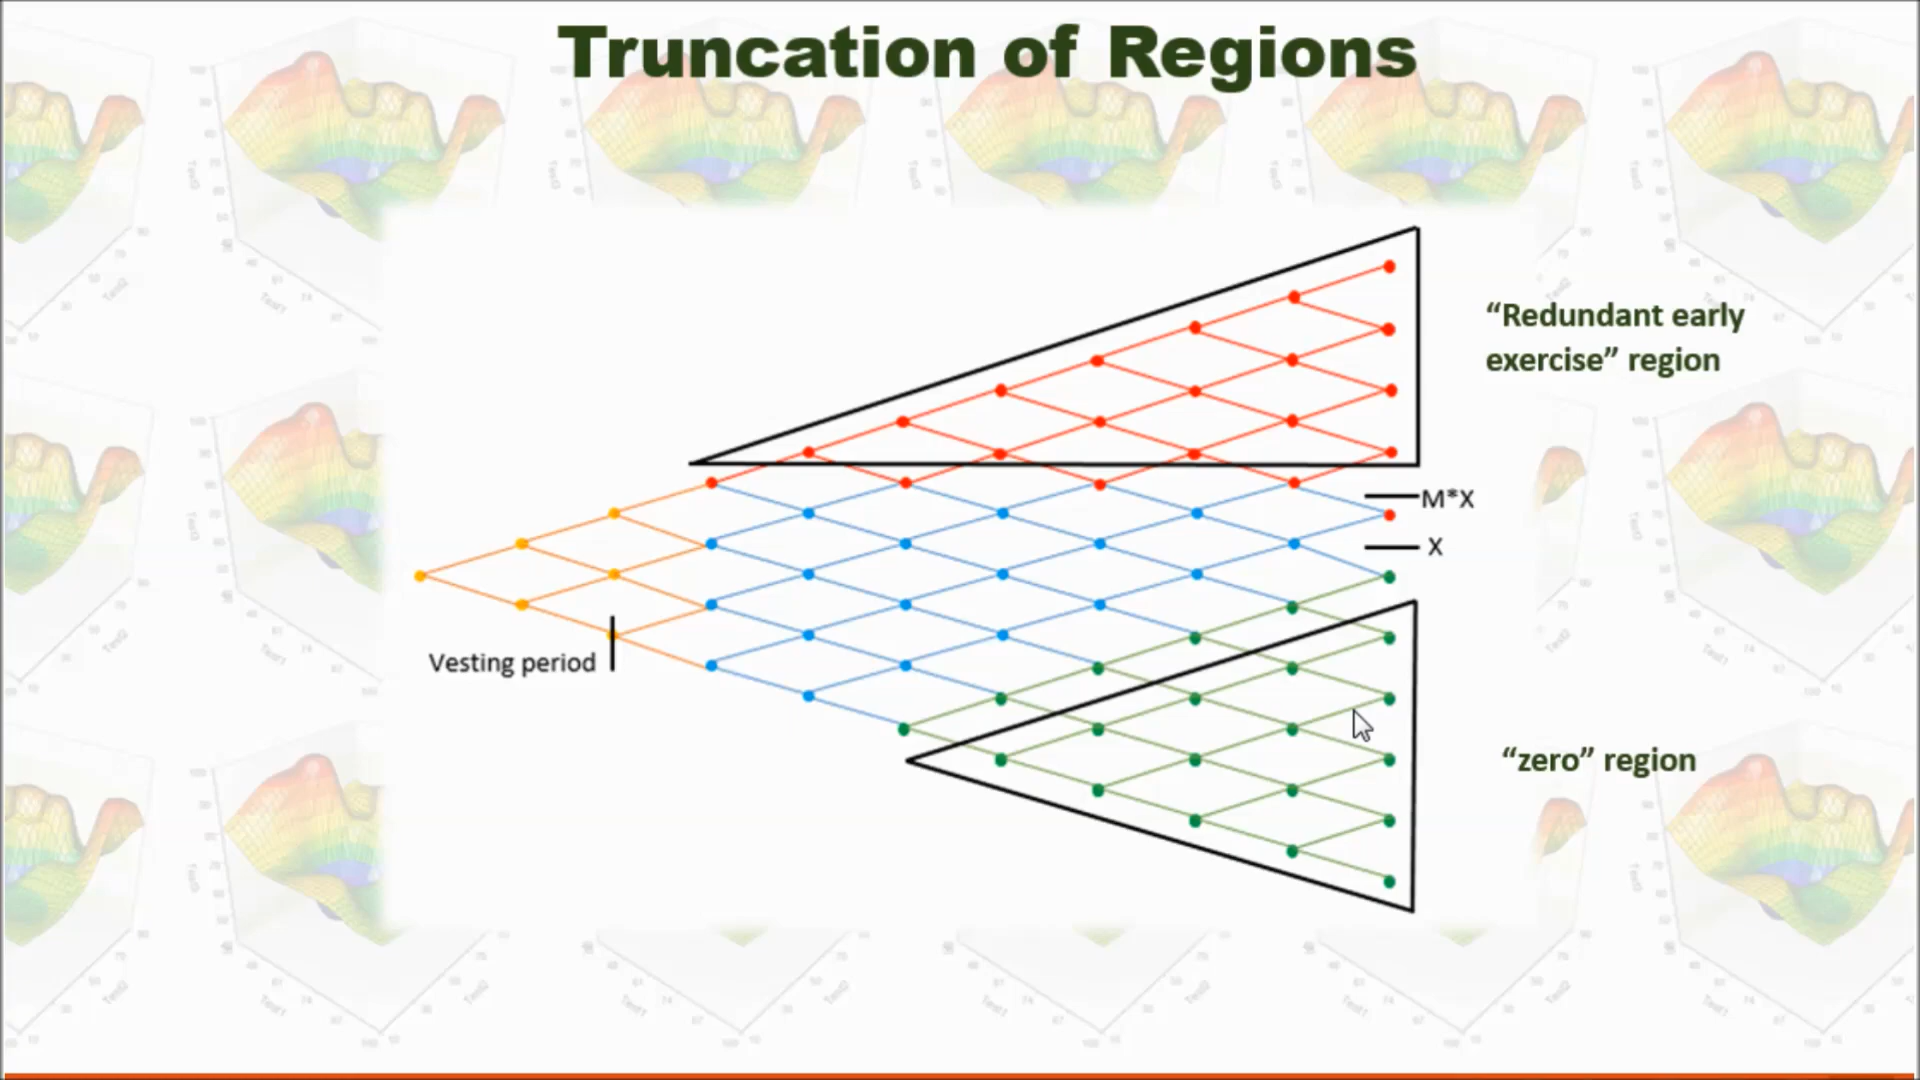 Truncation of Regions
“Redundant early
exercise” region
M*X
X
Vesting period
“zero” region